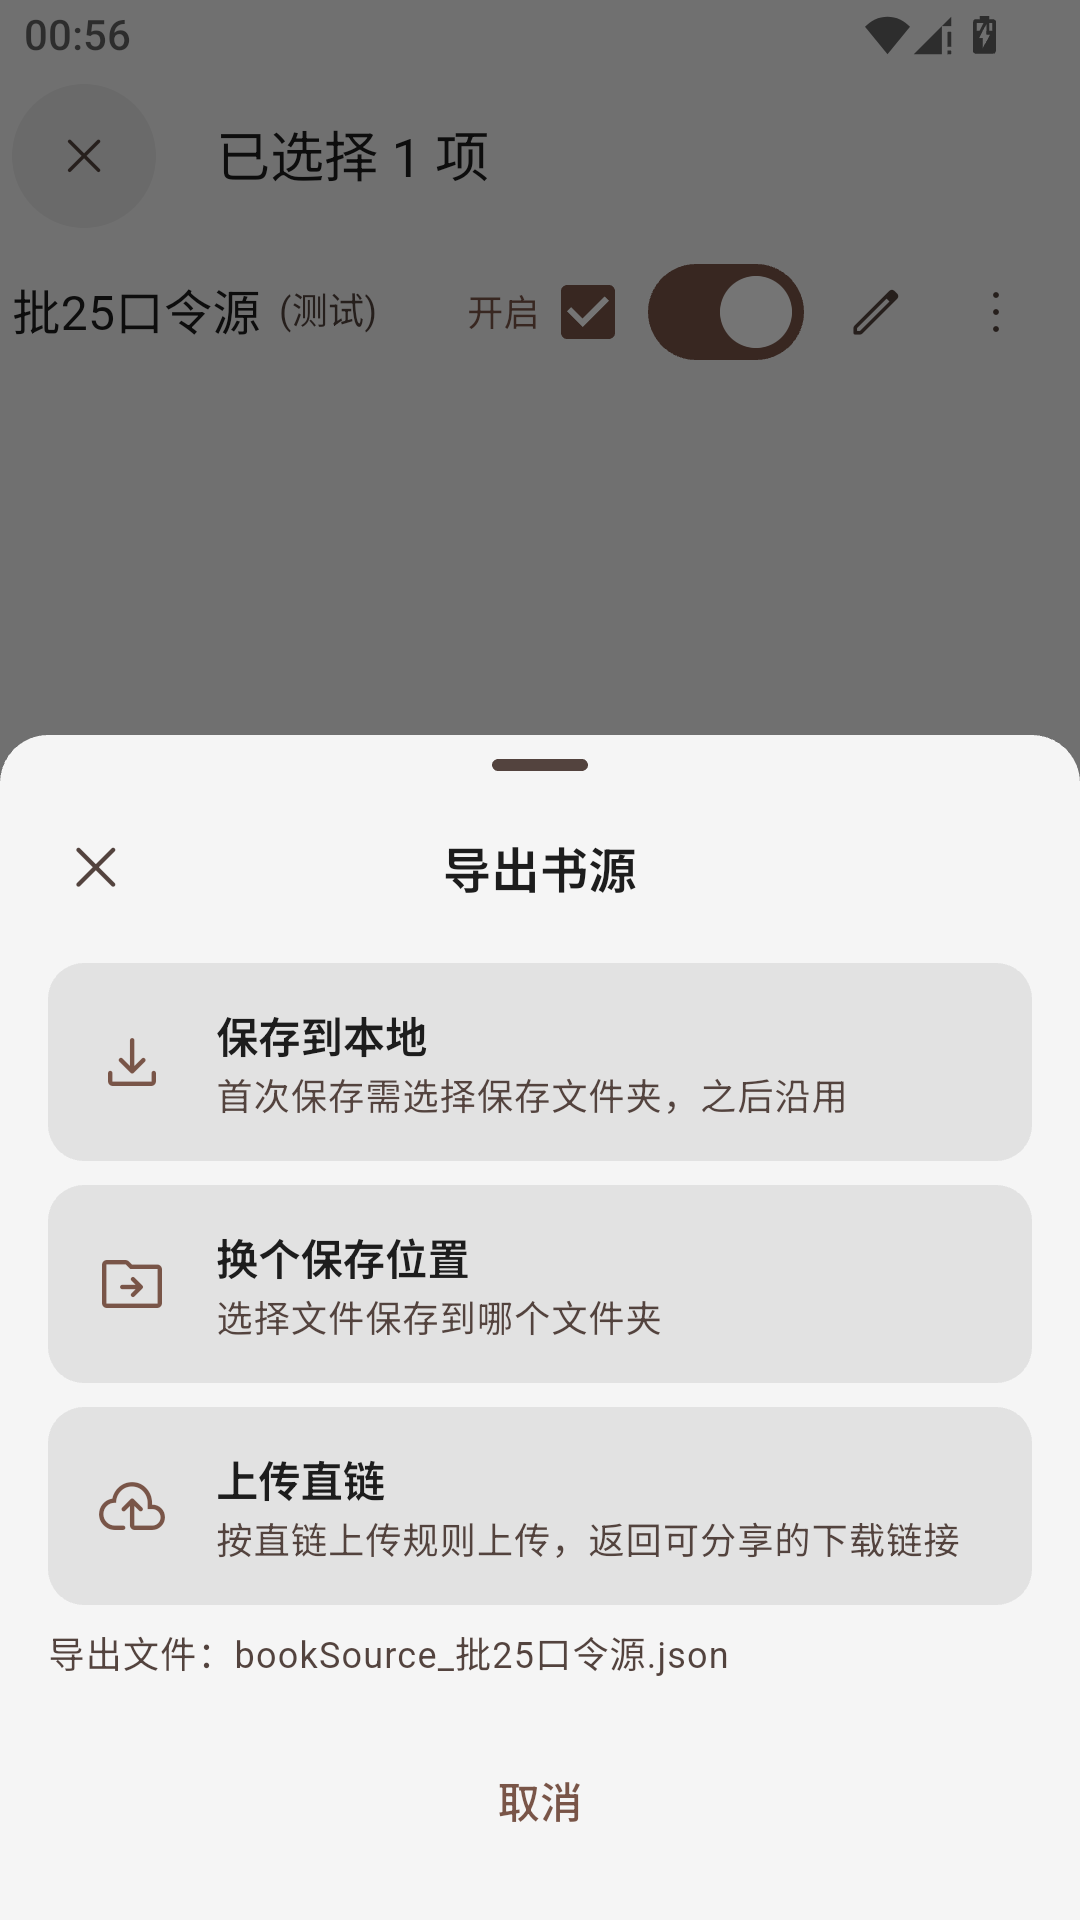 00:56
已选择 1 项
批25口令源 (测试) 开启
导出书源
保存到本地
首次保存需选择保存文件夹，之后沿用
换个保存位置
选择文件保存到哪个文件夹
上传直链
按直链上传规则上传，返回可分享的下载链接
导出文件：bookSource_批25口令源.json
取消